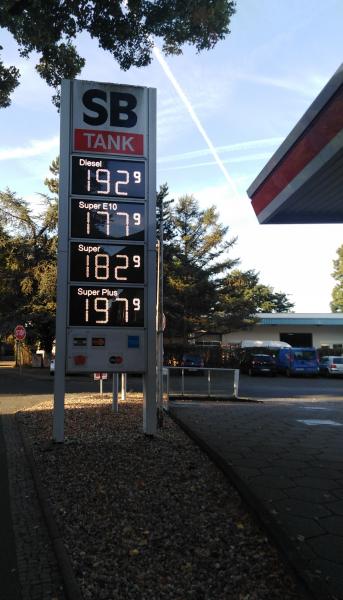 SB
TANK
Diesel
192⁹
Super E10
177⁹
Super
182⁹
Super Plus
197⁹